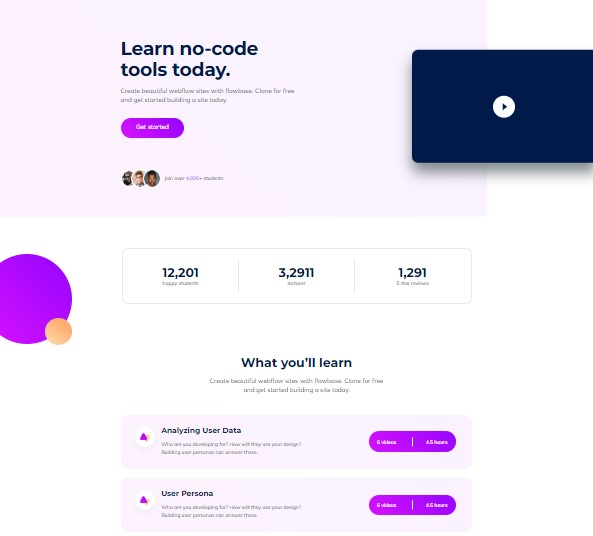 Learn no-code
tools today.
Create beautiful webflow sites with flowbase. Clone for free
and get started building a site today.
Get started
Join over 4,000+ students
12,201
happy students
3,2911
lectures
1,291
5 star reviews
What you'll learn
Create beautiful webflow sites with flowbase. Clone for free
and get started building a site today.
Analyzing User Data
Who are you developing for? How will they use your design?
Building user personas can answer these.
6 videos
4.5 hours
User Persona
Who are you developing for? How will they use your design?
Building user personas can answer these.
6 videos
4.5 hours